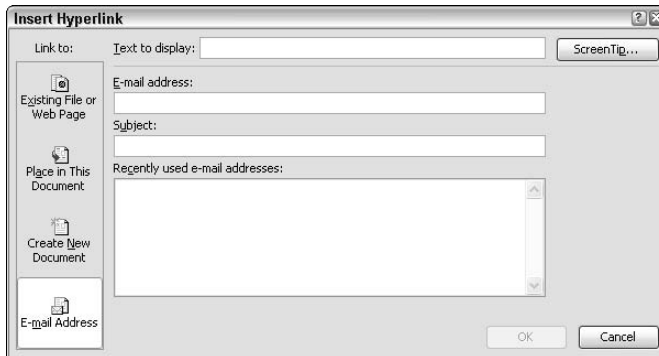 Insert Hyperlink
Link to:
Text to display:
ScreenTip...
Existing File or
Web Page
Place in This
Document
Create New
Document
E-mail Address
E-mail address:
Subject:
Recently used e-mail addresses:
OK
Cancel